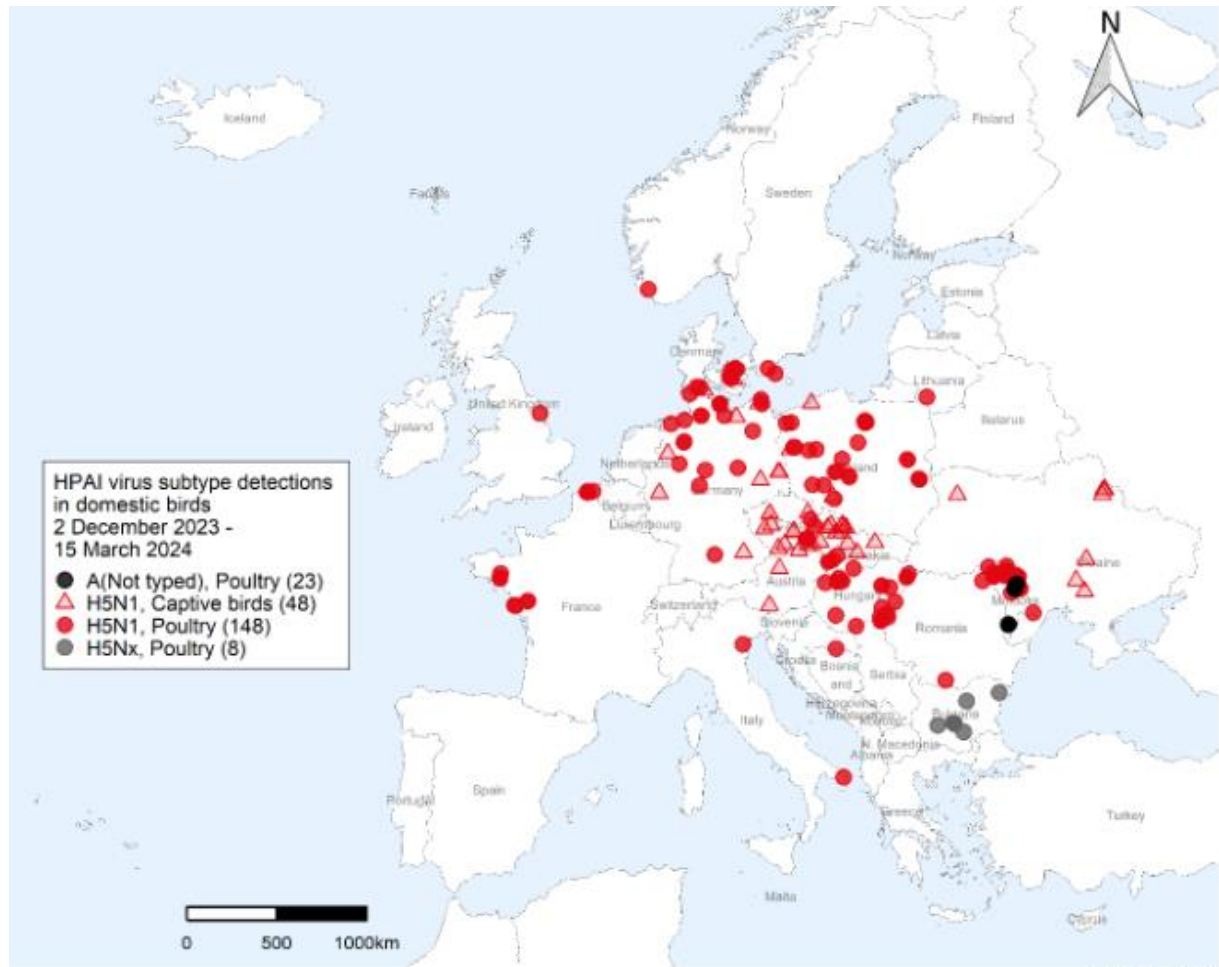 N
Iceland
Norway
Finland
Faroes
Sweden
Norway
Estonia
Latvia
Denmark
Lithuania
United Kingdom
Belarus
Ireland
Netherlands
Belgium
Luxembourg
France
Switzerland
Austria
Hungary
Slovenia
Romania
Croatia
Bosnia
and
Herzegovina
Serbia
Italy
Bulgaria
N. Macedonia
Albania
Portugal
Spain
Greece
Turkey
Malta
Cyprus
HPAI virus subtype detections
in domestic birds
2 December 2023 -
15 March 2024
A(Not typed), Poultry (23)
H5N1, Captive birds (48)
H5N1, Poultry (148)
H5Nx, Poultry (8)
0 500 1000km